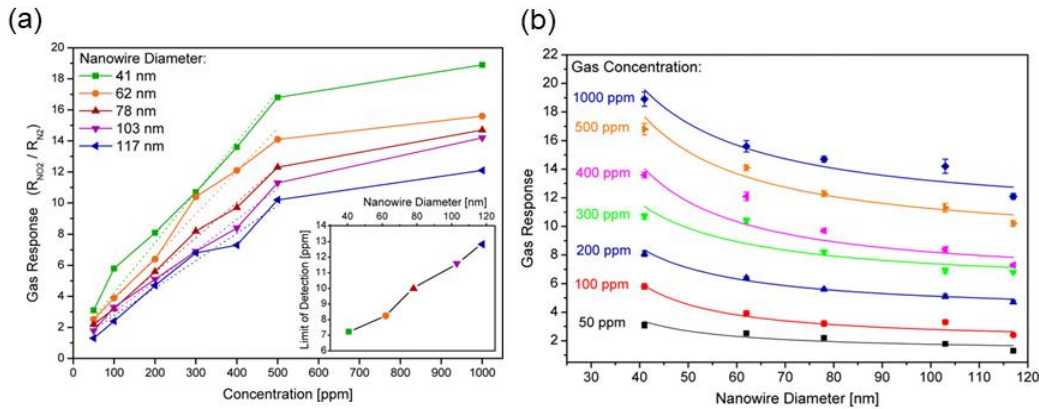 (a)
Nanowire Diameter:
41 nm
62 nm
78 nm
103 nm
117 nm
Gas Response (R_NO2 / R_N2)
20
18
16
14
12
10
8
6
4
2
0
0 100 200 300 400 500 600 700 800 900 1000
Concentration [ppm]
Nanowire Diameter [nm]
40 60 80 100 120
Limit of Detection [ppm]
14
13
12
11
10
9
8
7
6
(b)
Gas Concentration:
1000 ppm
500 ppm
400 ppm
300 ppm
200 ppm
100 ppm
50 ppm
Gas Response
22
20
18
16
14
12
10
8
6
4
2
30 40 50 60 70 80 90 100 110 120
Nanowire Diameter [nm]